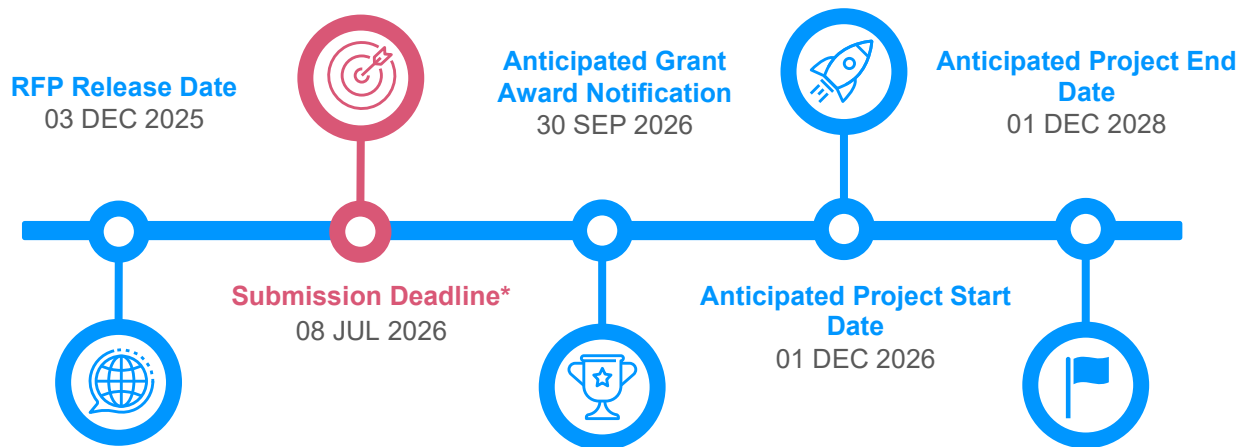 RFP Release Date
03 DEC 2025
Submission Deadline*
08 JUL 2026
Anticipated Grant
Award Notification
30 SEP 2026
Anticipated Project Start
Date
01 DEC 2026
Anticipated Project End
Date
01 DEC 2028